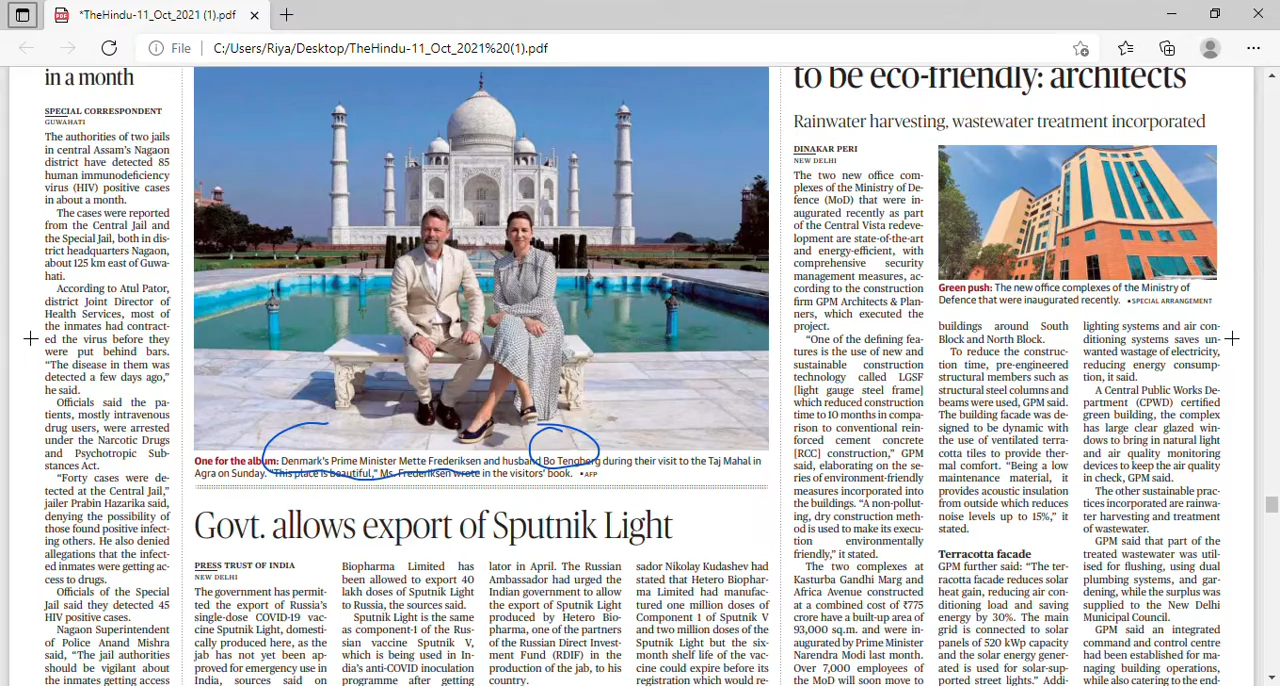 *TheHindu-11_Oct_2021 (1).pdf
File
C:/Users/Riya/Desktop/TheHindu-11_Oct_2021%20(1).pdf
in a month
SPECIAL CORRESPONDENT
GUWAHATI
The authorities of two jails
in central Assam's Nagaon
district have detected 85
human immunodeficiency
virus (HIV) positive cases
in about a month.
The cases were reported
from the Central Jail and
the Special Jail, both in dis-
trict headquarters Nagaon,
about 125 km east of Guwa-
hati.
According to Atul Pator,
district Joint Director of
Health Services, most of
the inmates had contract-
ed the virus before they
were put behind bars.
"The disease in them was
detected a few days ago,"
he said.
Officials said the pa-
tients, mostly intravenous
drug users, were arrested
under the Narcotic Drugs
and Psychotropic Sub-
stances Act.
"Forty cases were de-
tected at the Central Jail,"
jailer Prabin Hazarika said,
denying the possibility of
those found positive infect-
ing others. He also denied
allegations that the infect-
ed inmates were getting ac-
cess to drugs.
Officials of the Special
Jail said they detected 45
HIV positive cases.
Nagaon Superintendent
of Police Anand Mishra
said, "The jail authorities
should be vigilant about
the inmates getting access
One for the album: Denmark's Prime Minister Mette Frederiksen and husband Bo Tengberg during their visit to the Taj Mahal in
Agra on Sunday. "This place is beautiful," Ms. Frederiksen wrote in the visitors' book. • AFP
Govt. allows export of Sputnik Light
PRESS TRUST OF INDIA
NEW DELHI
The government has permit-
ted the export of Russia's
single-dose COVID-19 vac-
cine Sputnik Light, domesti-
cally produced here, as the
jab has not yet been ap-
proved for emergency use in
India, sources said on
Biopharma Limited has
been allowed to export 40
lakh doses of Sputnik Light
to Russia, the sources said.
Sputnik Light is the same
as component-1 of the Rus-
sian vaccine Sputnik V,
which is being used in In-
dia's anti-COVID inoculation
programme after getting
lator in April. The Russian
Ambassador had urged the
Indian government to allow
the export of Sputnik Light
produced by Hetero Bio-
pharma, one of the partners
of the Russian Direct Invest-
ment Fund (RDIF) in the
production of the jab, to his
country.
sador Nikolay Kudashev had
stated that Hetero Biophar-
ma Limited had manufac-
tured one million doses of
Component 1 of Sputnik V
and two million doses of the
Sputnik Light but the six-
month shelf life of the vac-
cine could expire before its
registration which would re-
to be eco-friendly: architects
Rainwater harvesting, wastewater treatment incorporated
DINAKAR PERI
NEW DELHI
The two new office com-
plexes of the Ministry of De-
fence (MoD) that were in-
augurated recently as part
of the Central Vista redeve-
lopment are state-of-the-art
and energy-efficient, with
comprehensive security
management measures, ac-
cording to the construction
firm GPM Architects & Plan-
ners, which executed the
project.
"One of the defining fea-
tures is the use of new and
sustainable construction
technology called LGSF
[light gauge steel frame]
which reduced construction
time to 10 months in compa-
rison to conventional rein-
forced cement concrete
[RCC] construction," GPM
said, elaborating on the se-
ries of environment-friendly
measures incorporated into
the buildings. "A non-pollut-
ing, dry construction meth-
od is used to make its execu-
tion environmentally
friendly," it stated.
The two complexes at
Kasturba Gandhi Marg and
Africa Avenue constructed
at a combined cost of ₹775
crore have a built-up area of
93,000 sq.m. and were in-
augurated by Prime Minister
Narendra Modi last month.
Over 7,000 employees of
the MoD will soon move to
Green push: The new office complexes of the Ministry of
Defence that were inaugurated recently. • SPECIAL ARRANGEMENT
buildings around South
Block and North Block.
To reduce the construc-
tion time, pre-engineered
structural members such as
structural steel columns and
beams were used, GPM said.
The building facade was de-
signed to be dynamic with
the use of ventilated terra-
cotta tiles to provide ther-
mal comfort. "Being a low
maintenance material, it
provides acoustic insulation
from outside which reduces
noise levels up to 15%," it
stated.
Terracotta facade
GPM said further: "The ter-
racotta facade reduces solar
heat gain, reducing air con-
ditioning load and saving
energy by 30%. The main
grid is connected to solar
panels of 520 kWp capacity
and the solar energy gener-
ated is used for solar-sup-
ported street lights." Addi-
lighting systems and air con-
ditioning systems saves un-
wanted wastage of electricity,
reducing energy consump-
tion, it said.
A Central Public Works De-
partment (CPWD) certified
green building, the complex
has large clear glazed win-
dows to bring in natural light
and air quality monitoring
devices to keep the air quality
in check, GPM said.
The other sustainable prac-
tices incorporated are rainwa-
ter harvesting and treatment
of wastewater.
GPM said that part of the
treated wastewater was util-
ised for flushing, using dual
plumbing systems, and gar-
dening, while the surplus was
supplied to the New Delhi
Municipal Council.
GPM said an integrated
command and control centre
had been established for ma-
naging building operations,
while also catering to the end-